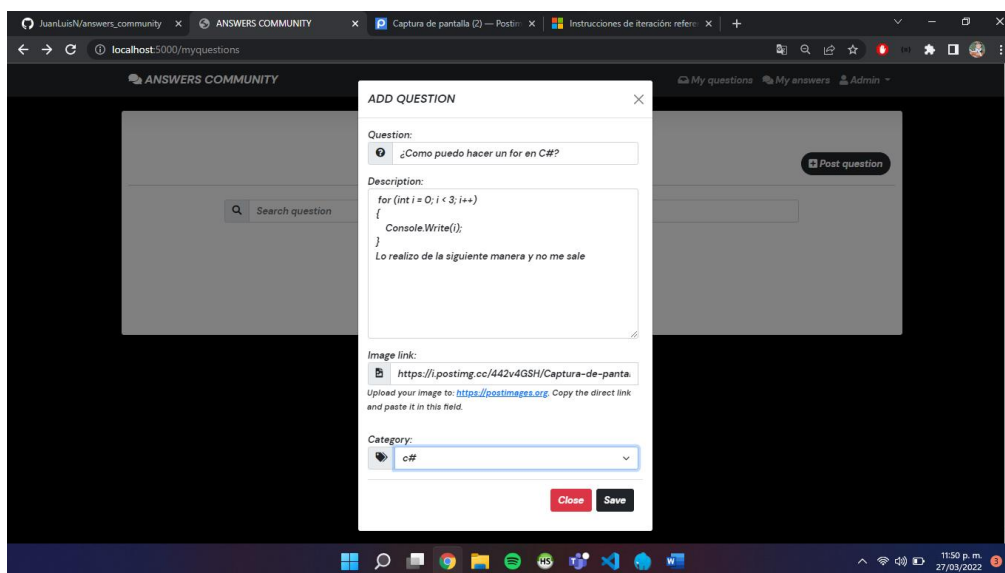 JuanLuisN/answers_community
ANSWERS COMMUNITY
Captura de pantalla (2) — Postim
Instrucciones de iteración: refere
localhost:5000/myquestions
ANSWERS COMMUNITY
My questions My answers Admin
ADD QUESTION
Question:
¿Como puedo hacer un for en C#?
Post question
Description:
for (int i = 0; i < 3; i++)
{
Console.Write(i);
}
Lo realizo de la siguiente manera y no me sale
Search question
Image link:
https://i.postimg.cc/442v4GSH/Captura-de-panta
Upload your image to: https://postimages.org. Copy the direct link
and paste it in this field.
Category:
c#
Close Save
HS
11:50 p. m.
27/03/2022
3